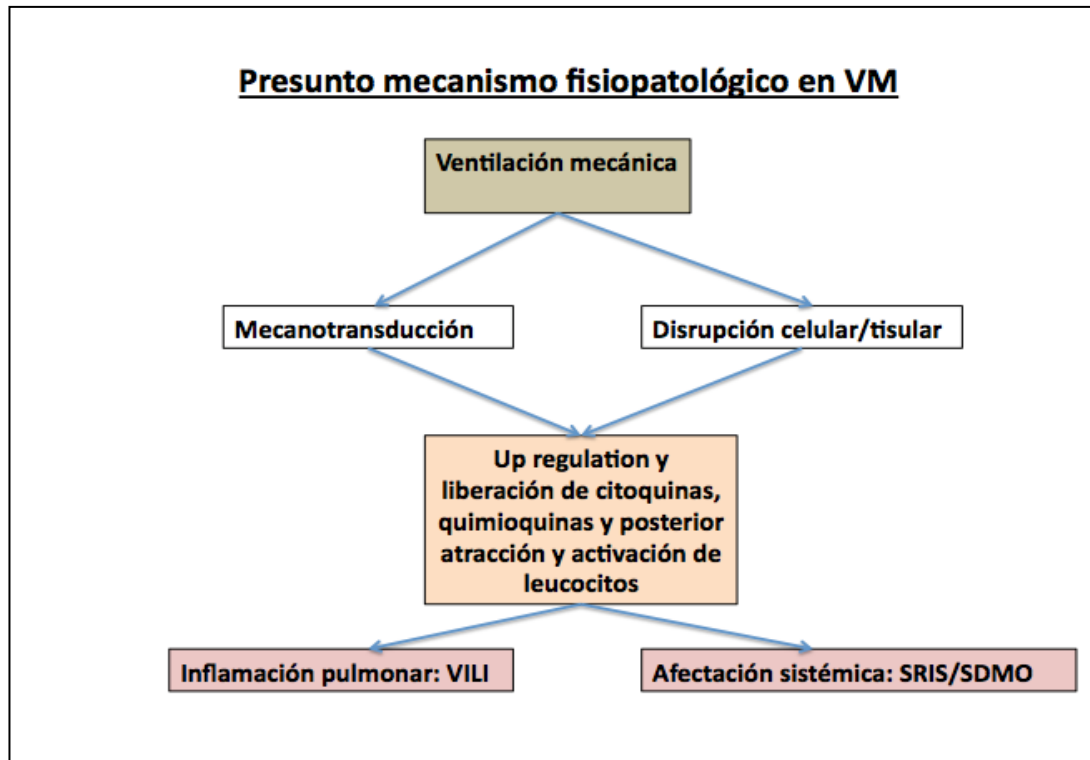 Presunto mecanismo fisiopatológico en VM
Ventilación mecánica
Mecanotransducción
Disrupción celular/tisular
Up regulation y
liberación de citoquinas,
quimioquinas y posterior
atracción y activación de
leucocitos
Inflamación pulmonar: VILI
Afectación sistémica: SRIS/SDMO